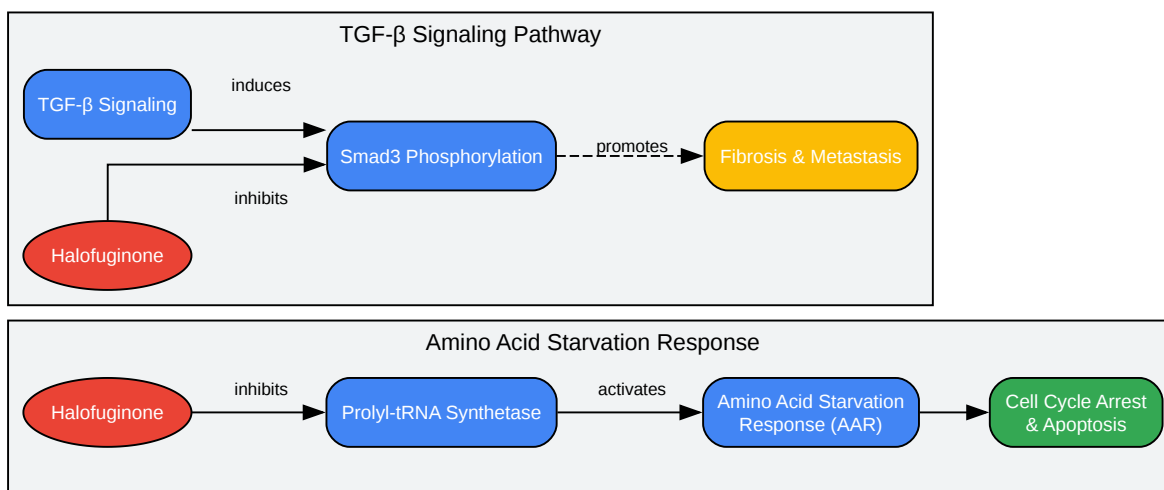 TGF-β Signaling Pathway
TGF-β Signaling
induces
Smad3 Phosphorylation
promotes
Fibrosis & Metastasis
inhibits
Halofuginone
Amino Acid Starvation Response
Halofuginone
inhibits
Prolyl-tRNA Synthetase
activates
Amino Acid Starvation
Response (AAR)
Cell Cycle Arrest
& Apoptosis